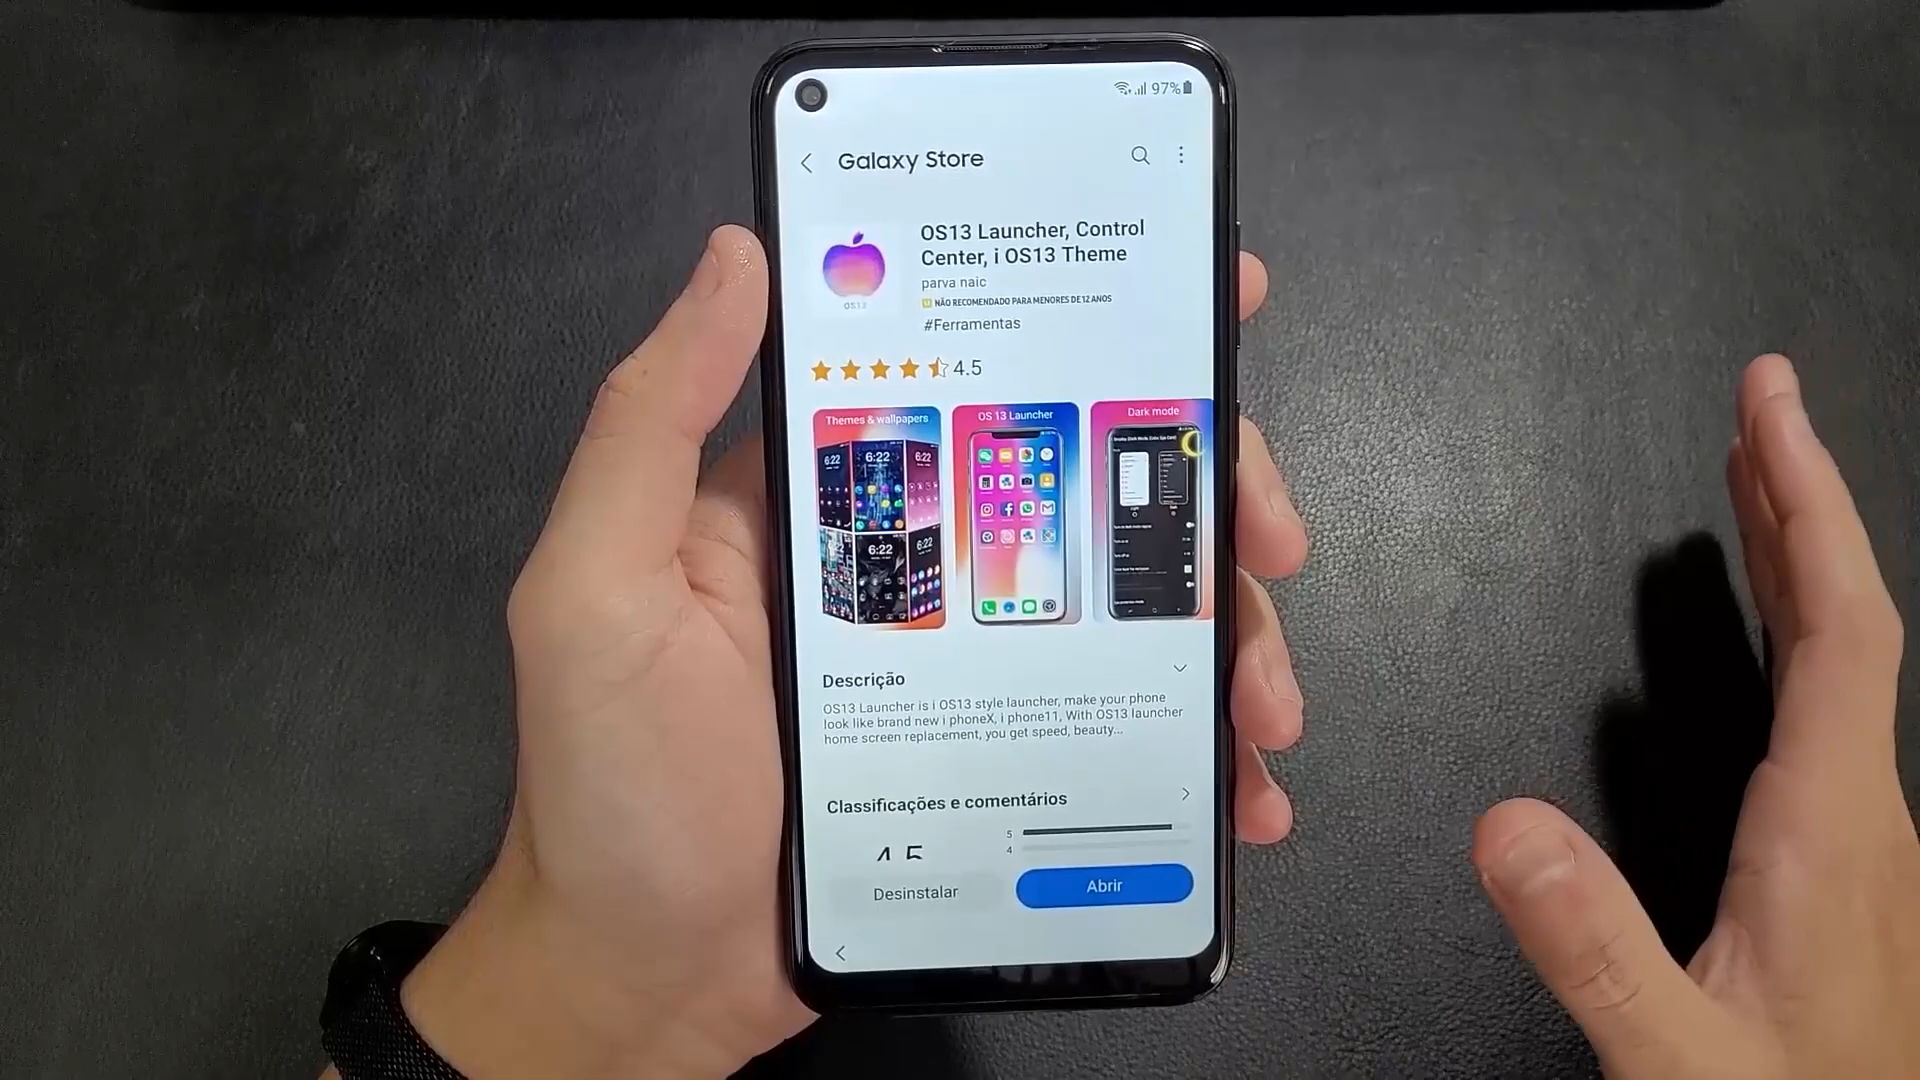 97%
Galaxy Store
OS13 Launcher, Control
Center, i OS13 Theme
parva naic
12 NÃO RECOMENDADO PARA MENORES DE 12 ANOS
#Ferramentas
OS13
4.5
Themes & wallpapers
OS 13 Launcher
Dark mode
6:22
6:22
6:22
6:22
6:22
Descrição
OS13 Launcher is i OS13 style launcher, make your phone
look like brand new i phoneX, i phone11, With OS13 launcher
home screen replacement, you get speed, beauty...
Classificações e comentários
5
4
Desinstalar
Abrir